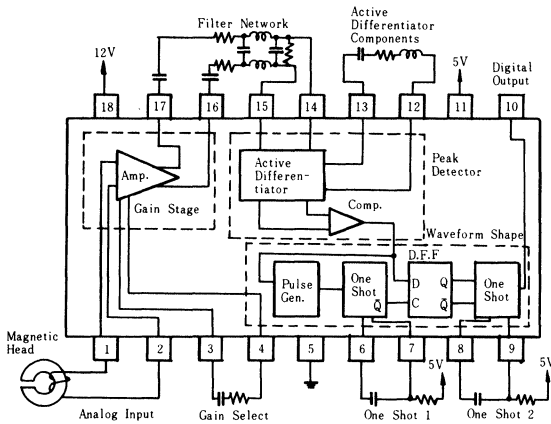 Filter Network
Active
Differentiator
Components
12V
5V
Digital
Output
18
17
16
15
14
13
12
11
10
Amp.
Gain Stage
Active
Differen-
tiator
Peak
Detector
Comp.
Waveform Shape
Pulse
Gen.
One
Shot
Q̄
D.F.F
D
Q
C
Q̄
One
Shot
Magnetic
Head
1
2
3
4
5
6
7
8
9
5V
5V
Analog Input
Gain Select
One Shot 1
One Shot 2